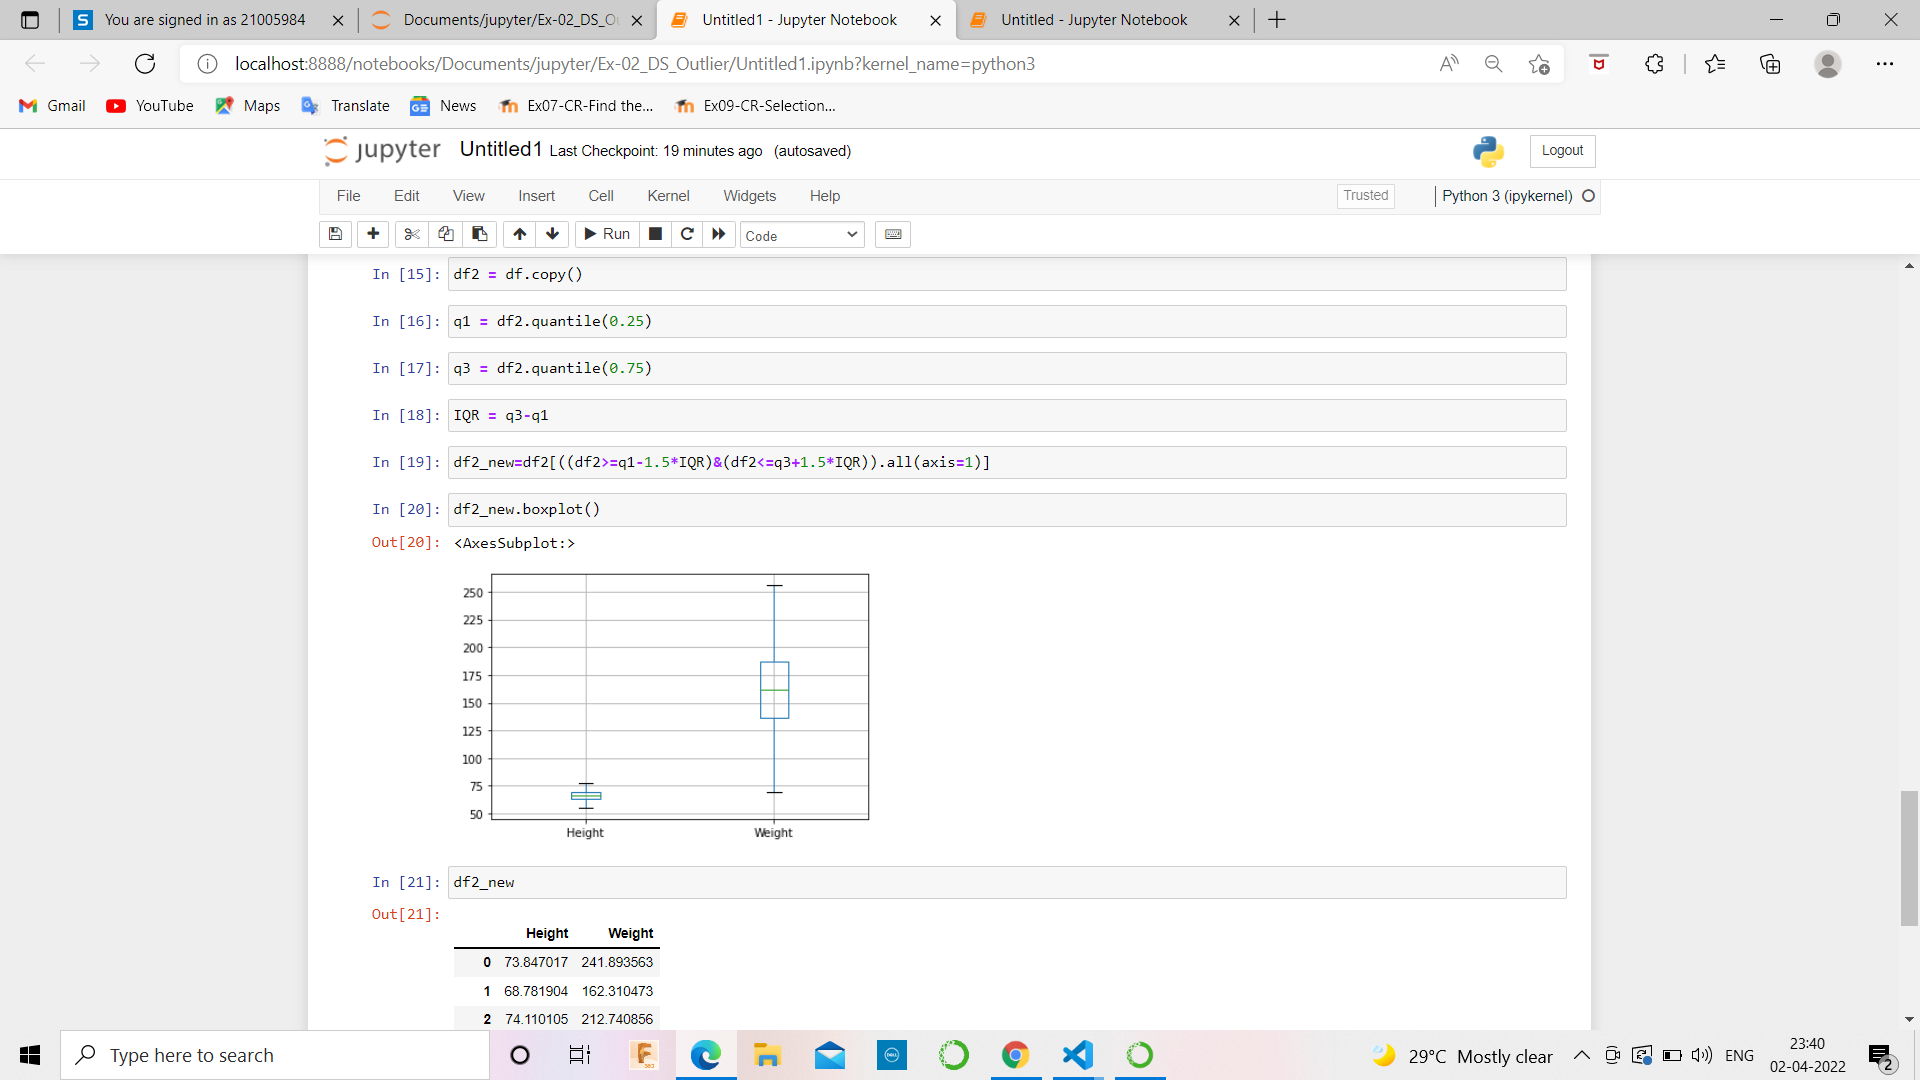 You are signed in as 21005984
Documents/jupyter/Ex-02_DS_Ou
Untitled1 - Jupyter Notebook
Untitled - Jupyter Notebook
localhost:8888/notebooks/Documents/jupyter/Ex-02_DS_Outlier/Untitled1.ipynb?kernel_name=python3
Gmail
YouTube
Maps
Translate
News
Ex07-CR-Find the...
Ex09-CR-Selection...
jupyter
Untitled1 Last Checkpoint: 19 minutes ago (autosaved)
Logout
File
Edit
View
Insert
Cell
Kernel
Widgets
Help
Trusted
Python 3 (ipykernel)
Run
Code
In [15]: df2 = df.copy()
In [16]: q1 = df2.quantile(0.25)
In [17]: q3 = df2.quantile(0.75)
In [18]: IQR = q3-q1
In [19]: df2_new=df2[((df2>=q1-1.5*IQR)&(df2<=q3+1.5*IQR)).all(axis=1)]
In [20]: df2_new.boxplot()
Out[20]: <AxesSubplot:>
250
225
200
175
150
125
100
75
50
Height Weight
In [21]: df2_new
Out[21]:
Height Weight
0 73.847017 241.893563
1 68.781904 162.310473
2 74.110105 212.740856
Type here to search
29°C Mostly clear
ENG
23:40
02-04-2022
2